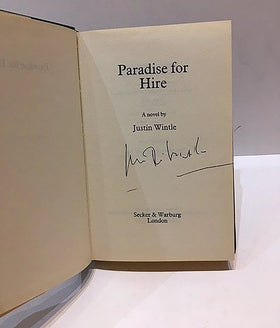 Paradise for
Hire
A novel by
Justin Wintle
Secker & Warburg
London